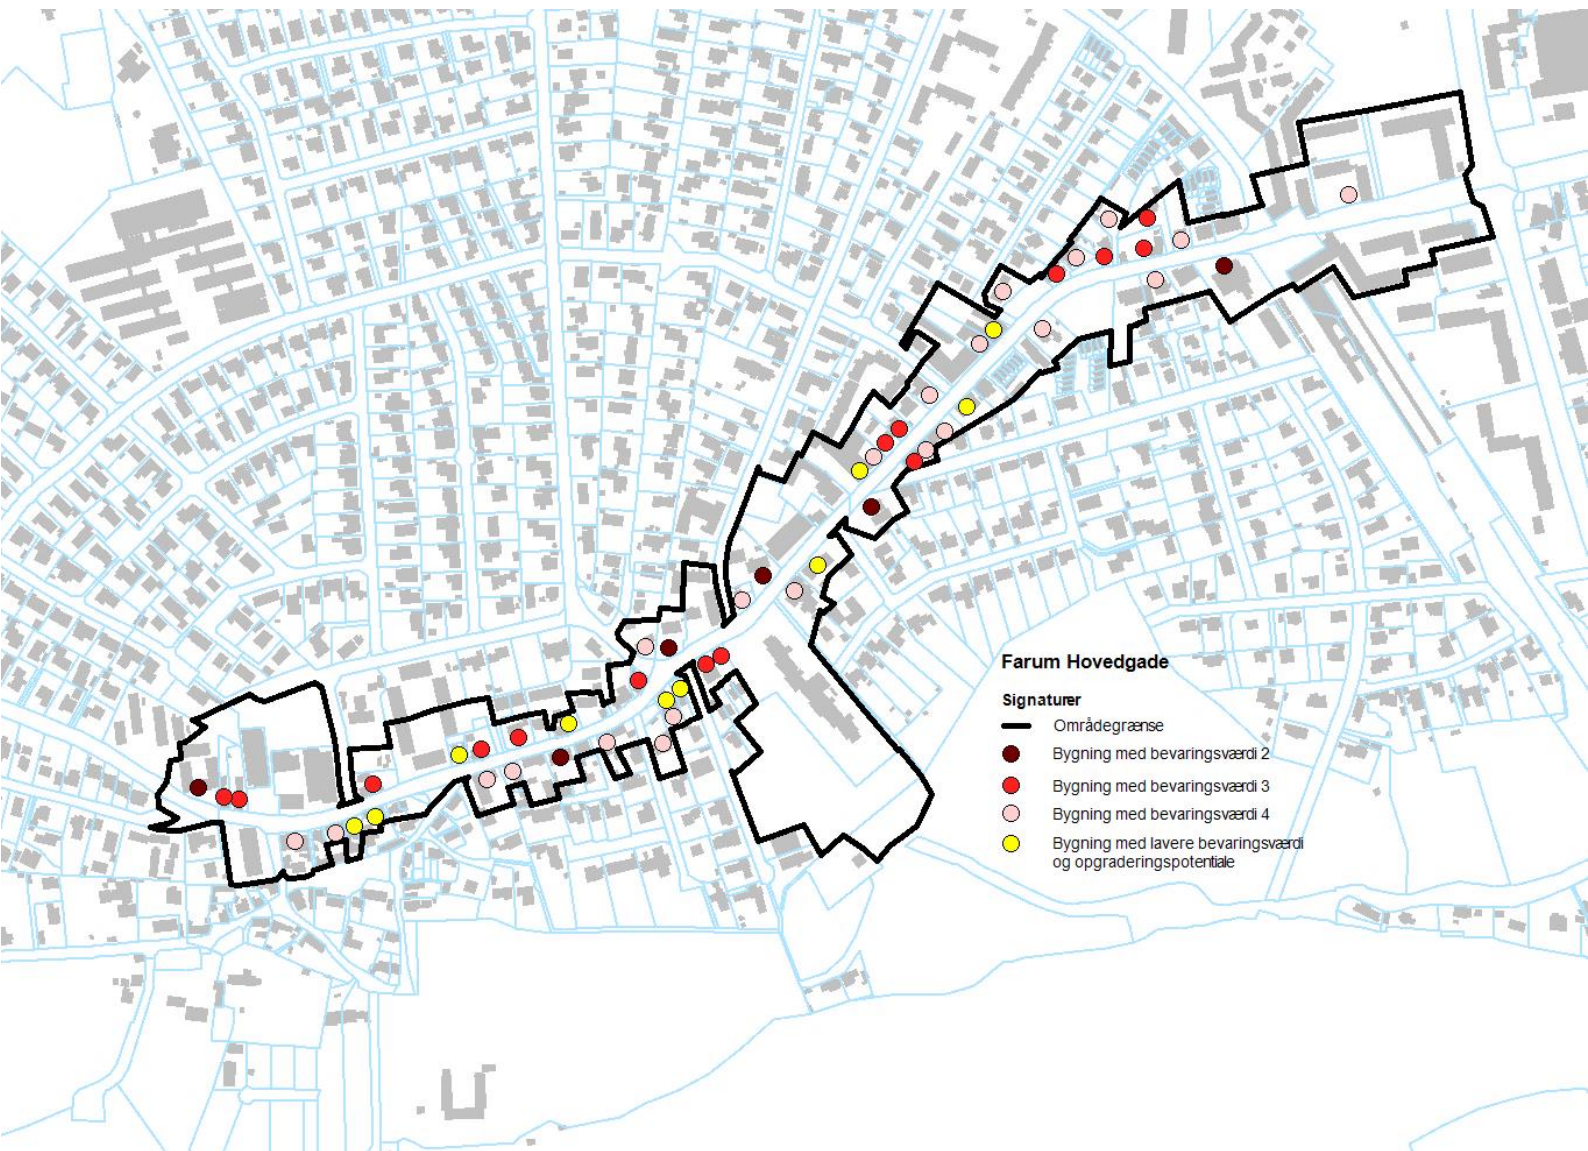 Farum Hovedgade
Signaturer
Områdegrænse
Bygning med bevaringsværdi 2
Bygning med bevaringsværdi 3
Bygning med bevaringsværdi 4
Bygning med lavere bevaringsværdi
og opgraderingspotentiale